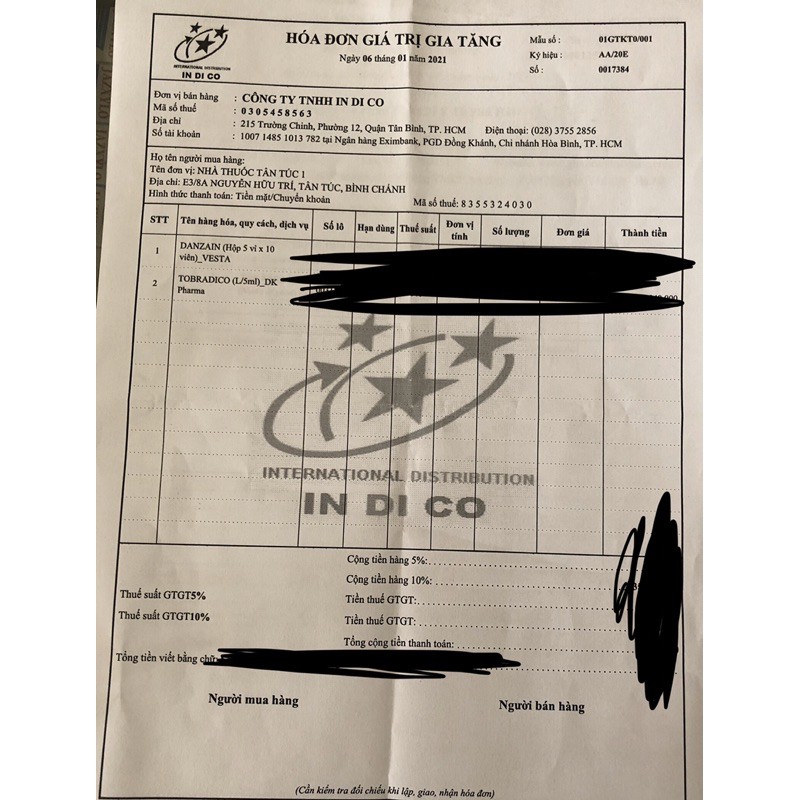 INTERNATIONAL DISTRIBUTION
IN DI CO
HÓA ĐƠN GIÁ TRỊ GIA TĂNG
Ngày 06 tháng 01 năm 2021
Mẫu số : 01GTKT0/001
Ký hiệu : AA/20E
Số : 0017384
Đơn vị bán hàng : CÔNG TY TNHH IN DI CO
Mã số thuế : 0305458563
Địa chỉ : 215 Trường Chinh, Phường 12, Quận Tân Bình, TP. HCM Điện thoại: (028) 3755 2856
Số tài khoản : 1007 1485 1013 782 tại Ngân hàng Eximbank, PGD Đồng Khánh, Chi nhánh Hòa Bình, TP. HCM
Họ tên người mua hàng:
Tên đơn vị: NHÀ THUỐC TÂN TÚC 1
Địa chỉ: E3/8A NGUYỄN HỮU TRÍ, TÂN TÚC, BÌNH CHÁNH
Hình thức thanh toán: Tiền mặt/Chuyển khoản Mã số thuế: 8355324030
STT Tên hàng hóa, quy cách, dịch vụ Số lô Hạn dùng Thuế suất Đơn vị tính Số lượng Đơn giá Thành tiền
1 DANZAIN (Hộp 5 vỉ x 10
viên)_VESTA
2 TOBRADICO (L/5ml)_DK
Pharma
INTERNATIONAL DISTRIBUTION
IN DI CO
Cộng tiền hàng 5%:
Cộng tiền hàng 10%:
Thuế suất GTGT5% Tiền thuế GTGT:
Thuế suất GTGT10% Tiền thuế GTGT:
Tổng cộng tiền thanh toán:
Tổng tiền viết bằng chữ
Người mua hàng Người bán hàng
(Cần kiểm tra đối chiếu khi lập, giao, nhận hóa đơn)